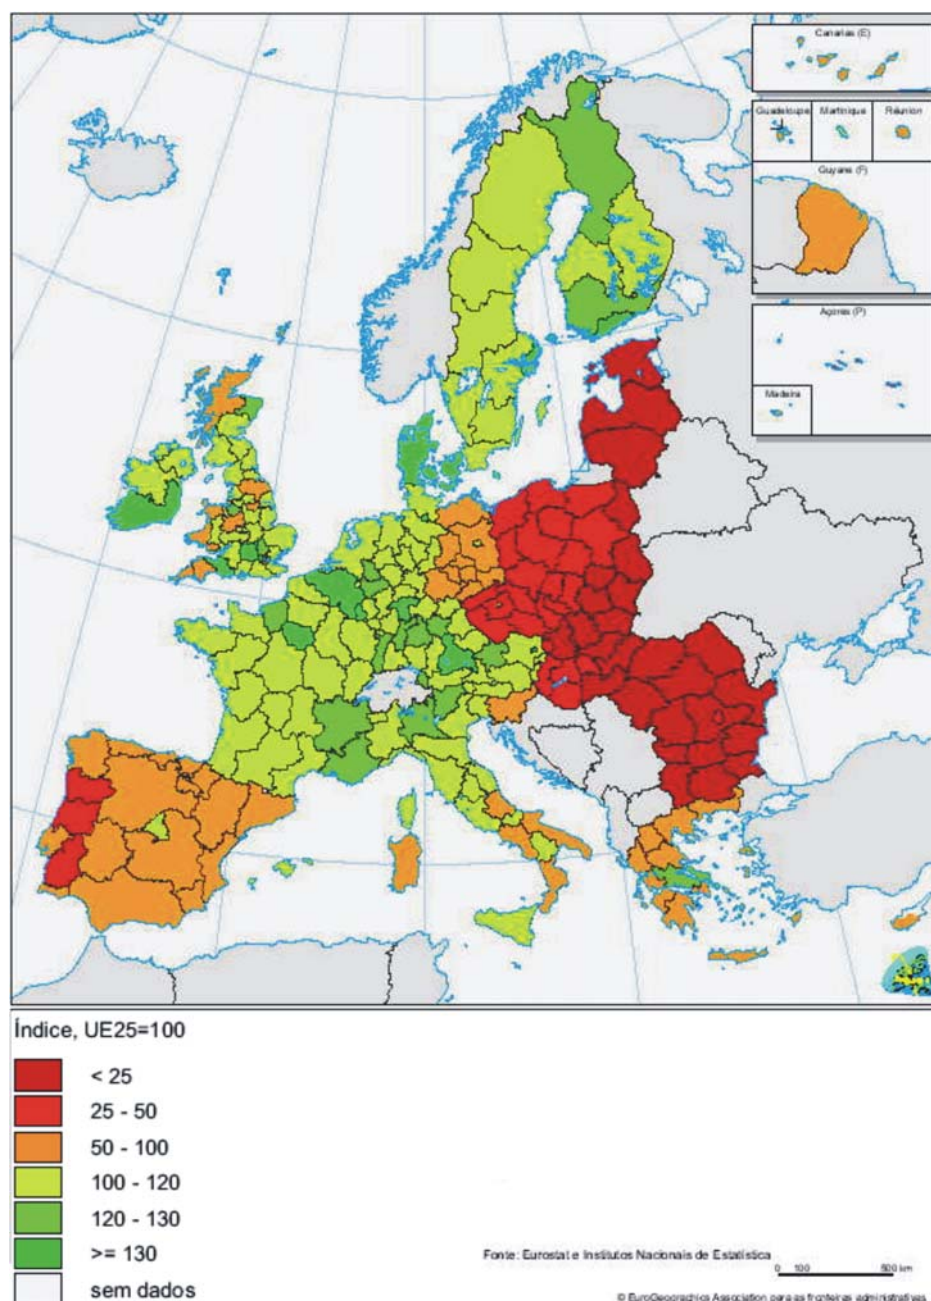 Canarias (E)
Guadeloupe
Martinique
Réunion
Guyane (F)
Açores (P)
Madeira
Índice, UE25=100
< 25
25 - 50
50 - 100
100 - 120
120 - 130
>= 130
sem dados
Fonte: Eurostat e Institutos Nacionais de Estatística
0 100 500 km
© EuroGeographics Association para as fronteiras administrativas